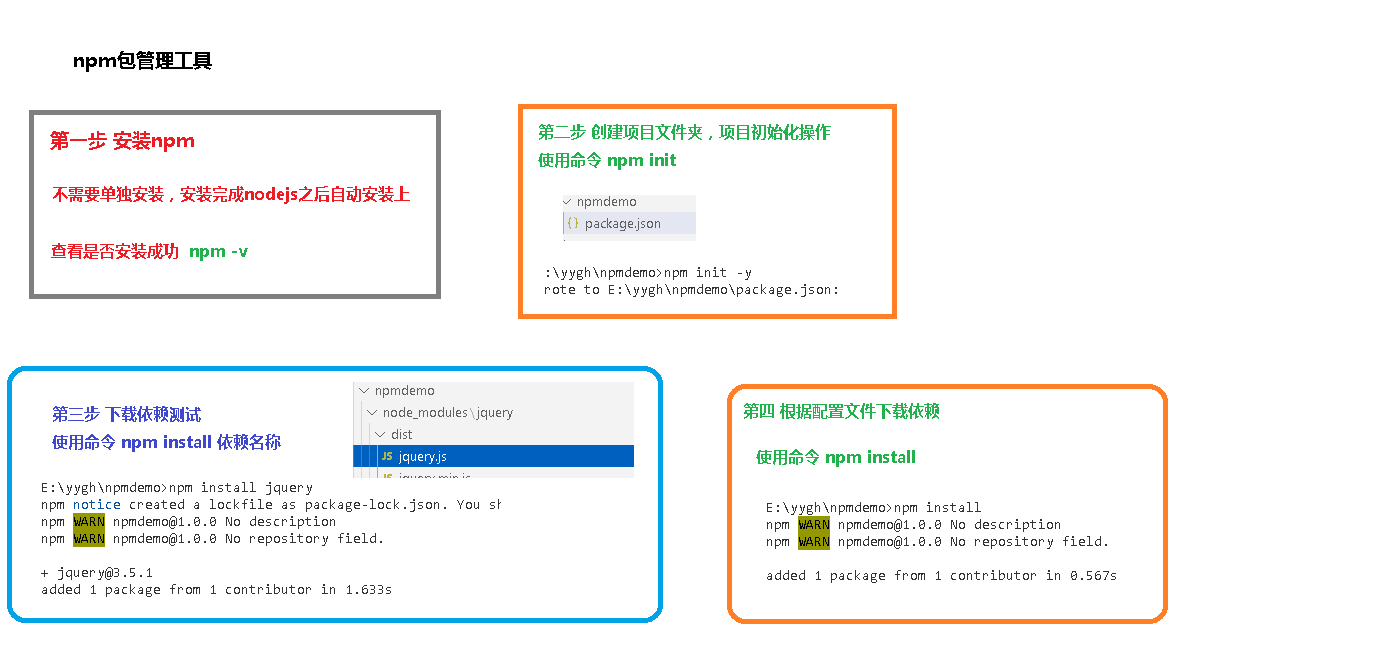 npm包管理工具
第一步 安装npm
不需要单独安装，安装完成nodejs之后自动安装上
查看是否安装成功 npm -v
第二步 创建项目文件夹，项目初始化操作
使用命令 npm init
npmdemo
{} package.json
:\yygh\npmdemo>npm init -y
rote to E:\yygh\npmdemo\package.json:
第三步 下载依赖测试
使用命令 npm install 依赖名称
npmdemo
node_modules\jquery
dist
JS jquery.js
JS jquery.min.js
E:\yygh\npmdemo>npm install jquery
npm notice created a lockfile as package-lock.json. You sh
npm WARN npmdemo@1.0.0 No description
npm WARN npmdemo@1.0.0 No repository field.
+ jquery@3.5.1
added 1 package from 1 contributor in 1.633s
第四 根据配置文件下载依赖
使用命令 npm install
E:\yygh\npmdemo>npm install
npm WARN npmdemo@1.0.0 No description
npm WARN npmdemo@1.0.0 No repository field.
added 1 package from 1 contributor in 0.567s